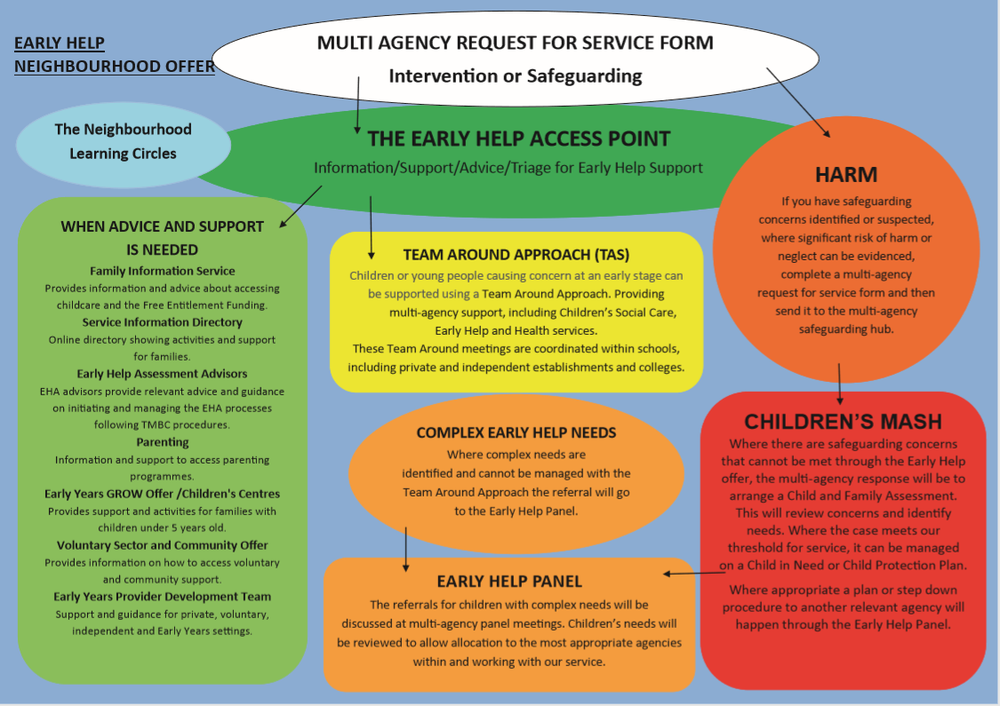 EARLY HELP
NEIGHBOURHOOD OFFER
MULTI AGENCY REQUEST FOR SERVICE FORM
Intervention or Safeguarding
The Neighbourhood
Learning Circles
THE EARLY HELP ACCESS POINT
Information/Support/Advice/Triage for Early Help Support
HARM
If you have safeguarding
concerns identified or suspected,
where significant risk of harm or
neglect can be evidenced,
complete a multi-agency
request for service form and then
send it to the multi-agency
safeguarding hub.
WHEN ADVICE AND SUPPORT
IS NEEDED
Family Information Service
Provides information and advice about accessing
childcare and the Free Entitlement Funding.
Service Information Directory
Online directory showing activities and support
for families.
Early Help Assessment Advisors
EHA advisors provide relevant advice and guidance
on initiating and managing the EHA processes
following TMBC procedures.
Parenting
Information and support to access parenting
programmes.
Early Years GROW Offer /Children's Centres
Provides support and activities for families with
children under 5 years old.
Voluntary Sector and Community Offer
Provides information on how to access voluntary
and community support.
Early Years Provider Development Team
Support and guidance for private, voluntary,
independent and Early Years settings.
TEAM AROUND APPROACH (TAS)
Children or young people causing concern at an early stage can
be supported using a Team Around Approach. Providing
multi-agency support, including Children's Social Care,
Early Help and Health services.
These Team Around meetings are coordinated within schools,
including private and independent establishments and colleges.
COMPLEX EARLY HELP NEEDS
Where complex needs are
identified and cannot be managed with the
Team Around Approach the referral will go
to the Early Help Panel.
EARLY HELP PANEL
The referrals for children with complex needs will be
discussed at multi-agency panel meetings. Children's needs will
be reviewed to allow allocation to the most appropriate agencies
within and working with our service.
CHILDREN'S MASH
Where there are safeguarding concerns
that cannot be met through the Early Help
offer, the multi-agency response will be to
arrange a Child and Family Assessment.
This will review concerns and identify
needs. Where the case meets our
threshold for service, it can be managed
on a Child in Need or Child Protection Plan.
Where appropriate a plan or step down
procedure to another relevant agency will
happen through the Early Help Panel.